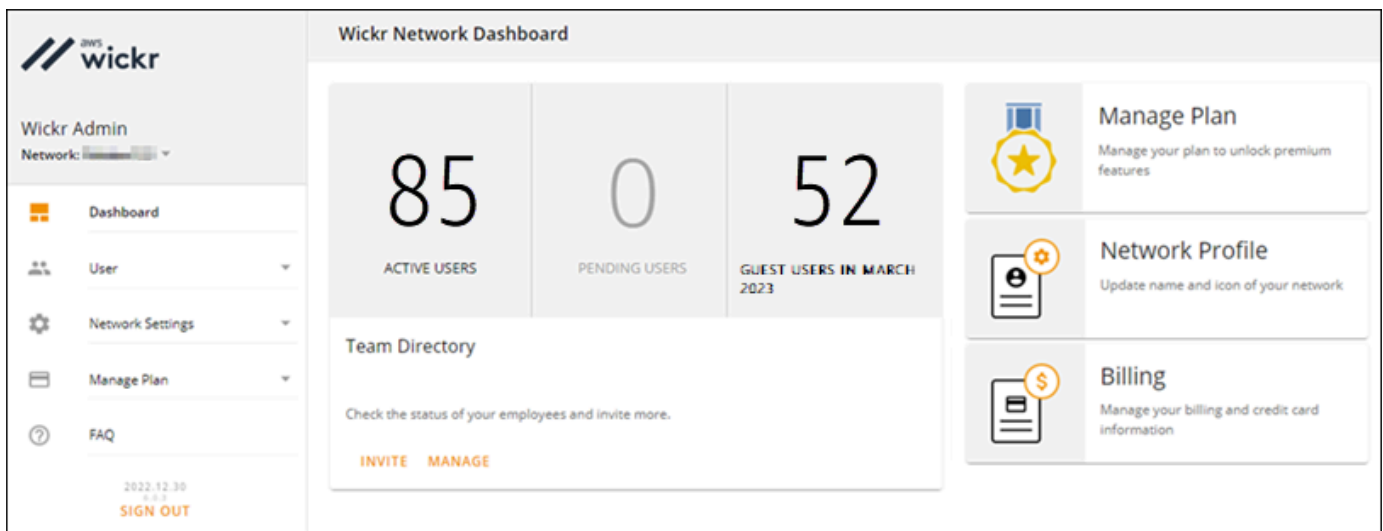 aws
wickr
Wickr Admin
Network:
Dashboard
User
Network Settings
Manage Plan
FAQ
2022.12.30
SIGN OUT
Wickr Network Dashboard
85
ACTIVE USERS
0
PENDING USERS
52
GUEST USERS IN MARCH
2023
Team Directory
Check the status of your employees and invite more.
INVITE MANAGE
Manage Plan
Manage your plan to unlock premium
features
Network Profile
Update name and icon of your network
$
Billing
Manage your billing and credit card
information